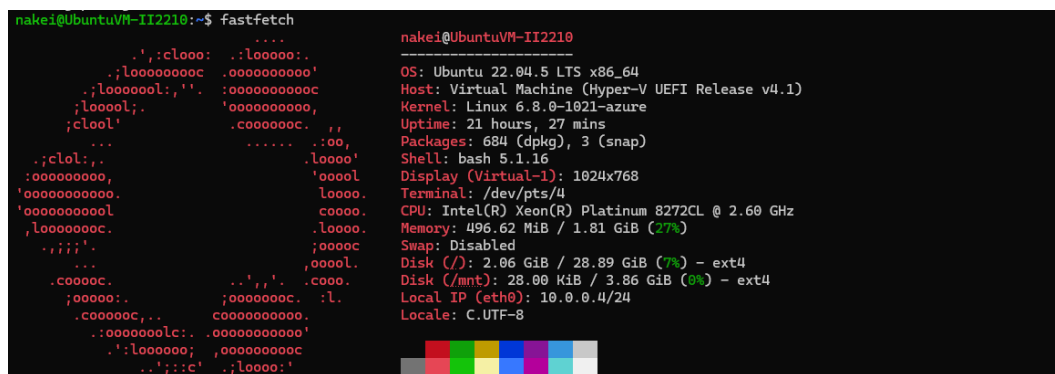 nakei@UbuntuVM-II2210:~$ fastfetch
nakei@UbuntuVM-II2210
---------------------
OS: Ubuntu 22.04.5 LTS x86_64
Host: Virtual Machine (Hyper-V UEFI Release v4.1)
Kernel: Linux 6.8.0-1021-azure
Uptime: 21 hours, 27 mins
Packages: 684 (dpkg), 3 (snap)
Shell: bash 5.1.16
Display (Virtual-1): 1024x768
Terminal: /dev/pts/4
CPU: Intel(R) Xeon(R) Platinum 8272CL @ 2.60 GHz
Memory: 496.62 MiB / 1.81 GiB (27%)
Swap: Disabled
Disk (/): 2.06 GiB / 28.89 GiB (7%) - ext4
Disk (/mnt): 28.00 KiB / 3.86 GiB (0%) - ext4
Local IP (eth0): 10.0.0.4/24
Locale: C.UTF-8